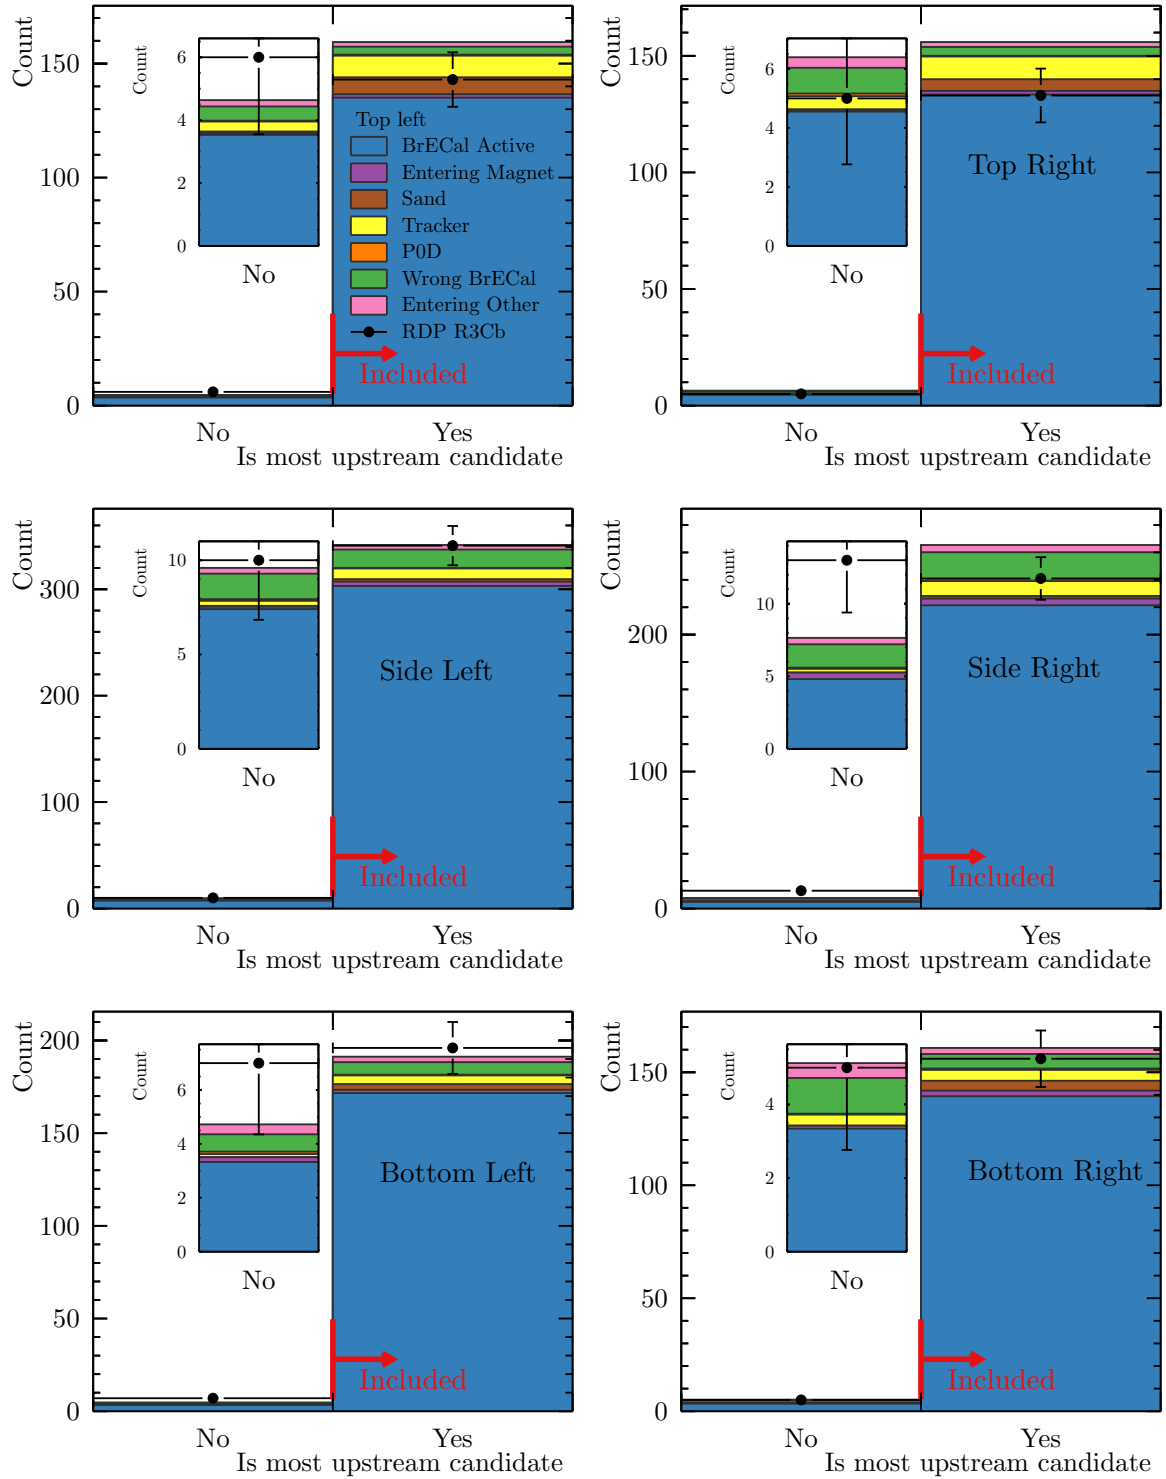 Count
150
100
50
0
Count
6
4
2
0
No
Top left
BrECal Active
Entering Magnet
Sand
Tracker
P0D
Wrong BrECal
Entering Other
RDP R3Cb
Included
No
Yes
Is most upstream candidate
Count
150
100
50
0
Count
6
4
2
0
No
Top Right
Included
No
Yes
Is most upstream candidate
Count
300
200
100
0
Count
10
5
0
No
Side Left
Included
No
Yes
Is most upstream candidate
Count
200
100
0
Count
10
5
0
No
Side Right
Included
No
Yes
Is most upstream candidate
Count
200
150
100
50
0
Count
6
4
2
0
No
Bottom Left
Included
No
Yes
Is most upstream candidate
Count
150
100
50
0
Count
4
2
0
No
Bottom Right
Included
No
Yes
Is most upstream candidate